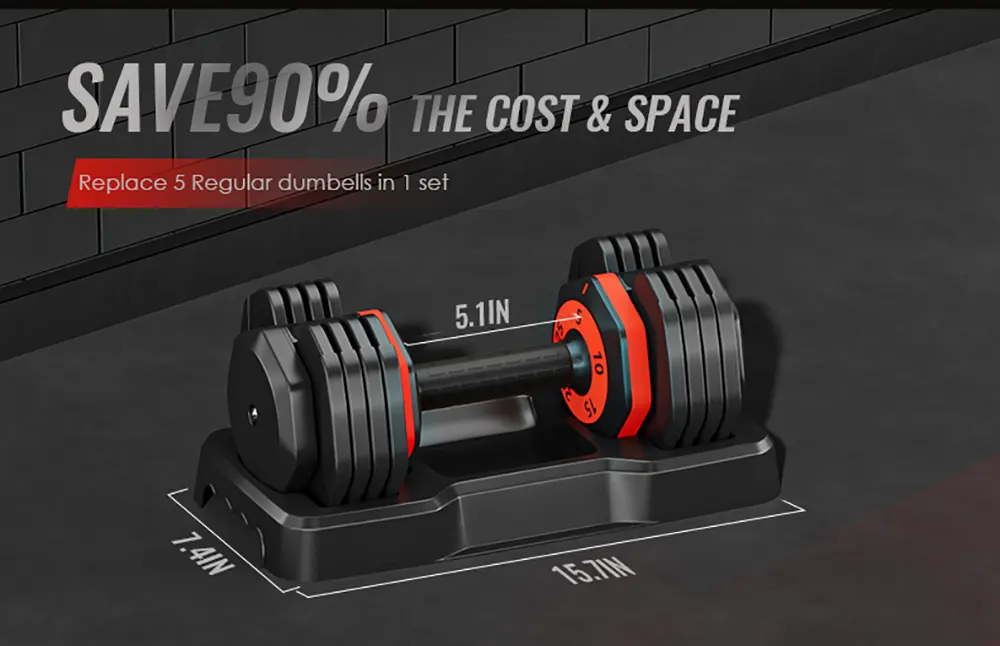 SAVE90% THE COST & SPACE
Replace 5 Regular dumbells in 1 set
5.1IN
5
10
15
7.4IN
15.7IN